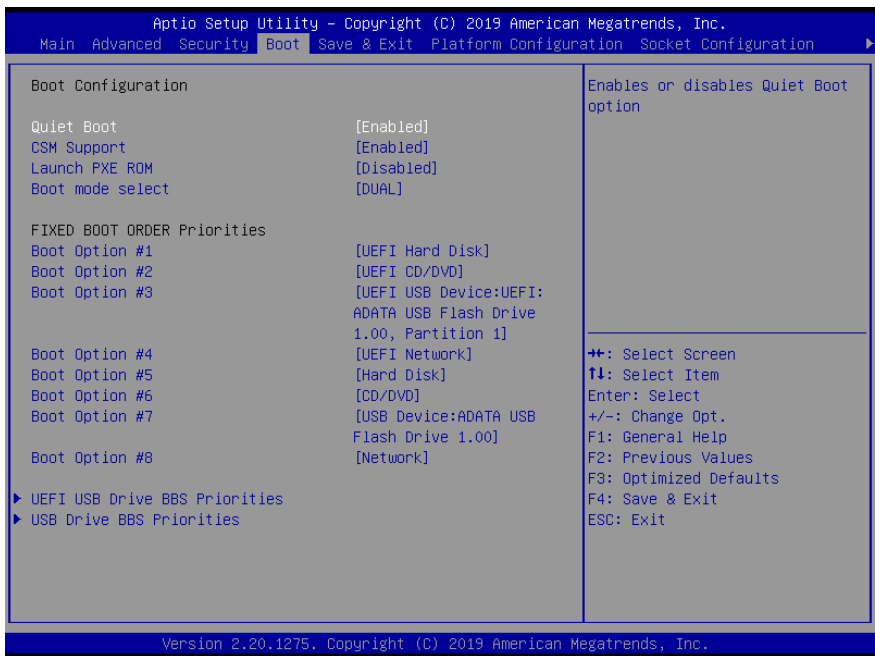 Aptio Setup Utility – Copyright (C) 2019 American Megatrends, Inc.
Main Advanced Security Boot Save & Exit Platform Configuration Socket Configuration ▶
Boot Configuration
Quiet Boot [Enabled]
CSM Support [Enabled]
Launch PXE ROM [Disabled]
Boot mode select [DUAL]
FIXED BOOT ORDER Priorities
Boot Option #1 [UEFI Hard Disk]
Boot Option #2 [UEFI CD/DVD]
Boot Option #3 [UEFI USB Device:UEFI:
ADATA USB Flash Drive
1.00, Partition 1]
Boot Option #4 [UEFI Network]
Boot Option #5 [Hard Disk]
Boot Option #6 [CD/DVD]
Boot Option #7 [USB Device:ADATA USB
Flash Drive 1.00]
Boot Option #8 [Network]
▶ UEFI USB Drive BBS Priorities
▶ USB Drive BBS Priorities
Enables or disables Quiet Boot
option
→←: Select Screen
↑↓: Select Item
Enter: Select
+/-: Change Opt.
F1: General Help
F2: Previous Values
F3: Optimized Defaults
F4: Save & Exit
ESC: Exit
Version 2.20.1275. Copyright (C) 2019 American Megatrends, Inc.